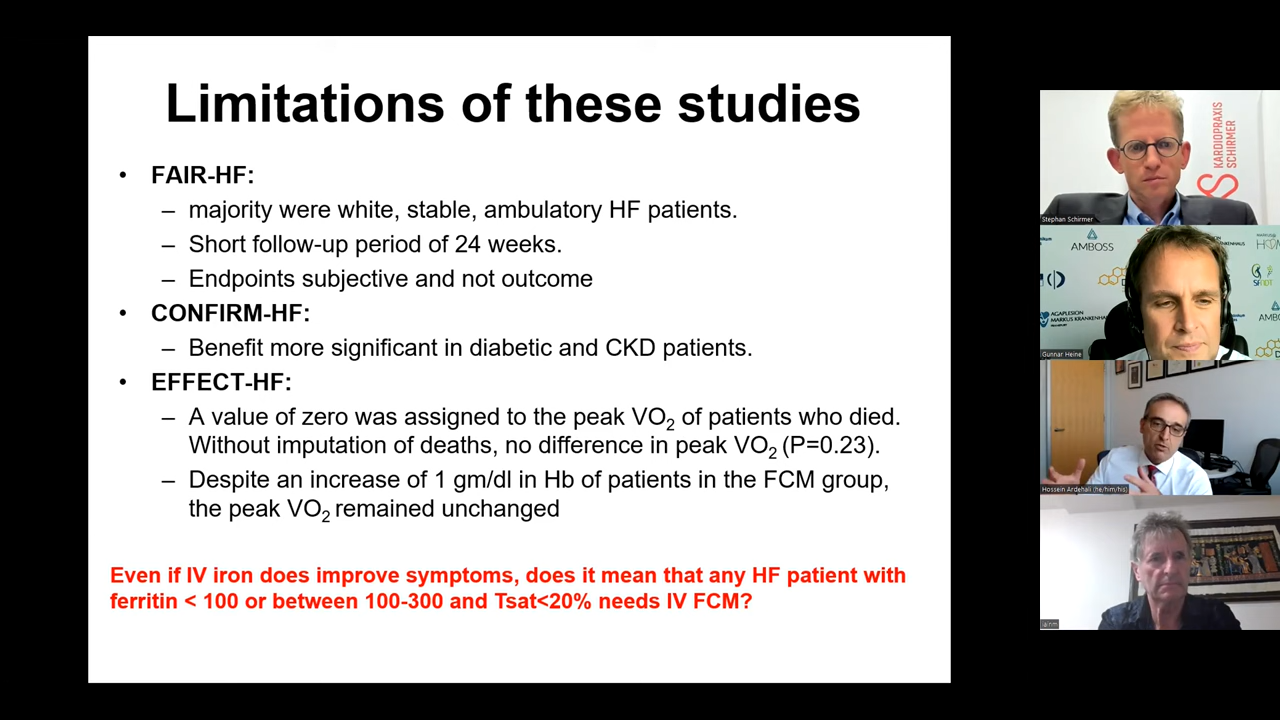 Limitations of these studies
• FAIR-HF:
– majority were white, stable, ambulatory HF patients.
– Short follow-up period of 24 weeks.
– Endpoints subjective and not outcome
• CONFIRM-HF:
– Benefit more significant in diabetic and CKD patients.
• EFFECT-HF:
– A value of zero was assigned to the peak VO₂ of patients who died.
Without imputation of deaths, no difference in peak VO₂ (P=0.23).
– Despite an increase of 1 gm/dl in Hb of patients in the FCM group,
the peak VO₂ remained unchanged
Even if IV iron does improve symptoms, does it mean that any HF patient with
ferritin < 100 or between 100-300 and Tsat<20% needs IV FCM?
KARDIOPRAXIS
SCHIRMER
Stephan Schirmer
AMBOSS
AGAPLESION
MARKUS KRANKENHAUS
Gunnar Heine
Hossein Ardehali (he/him/his)